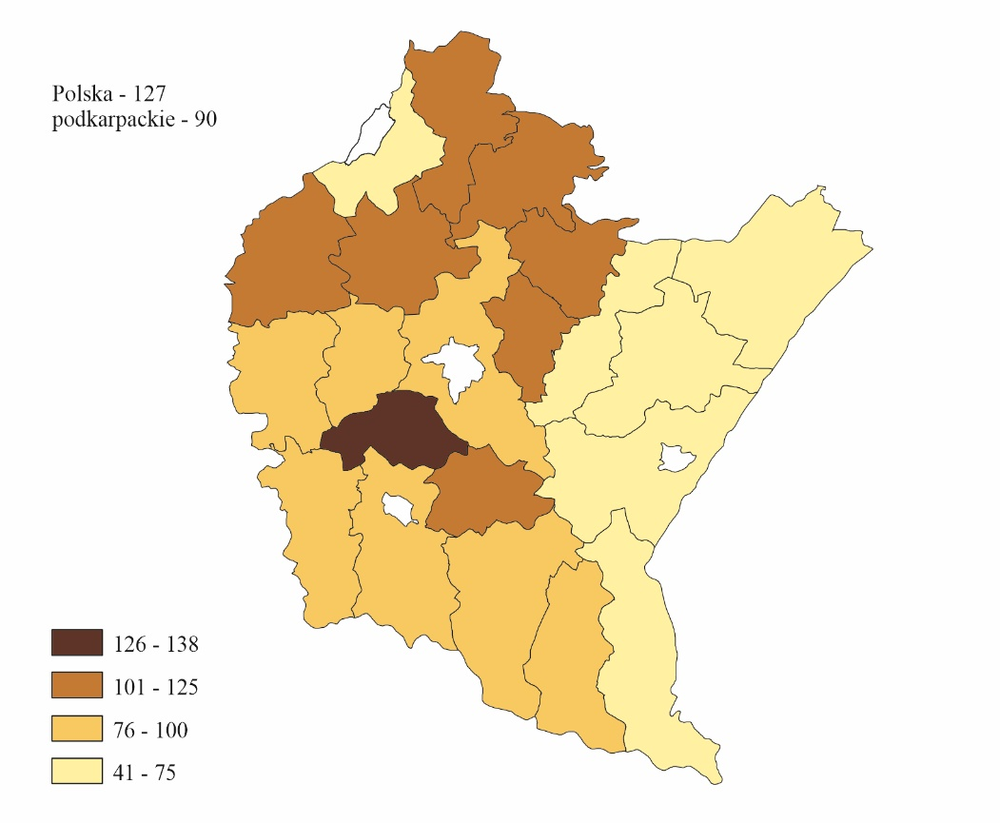 Polska - 127
podkarpackie - 90
126 - 138
101 - 125
76 - 100
41 - 75